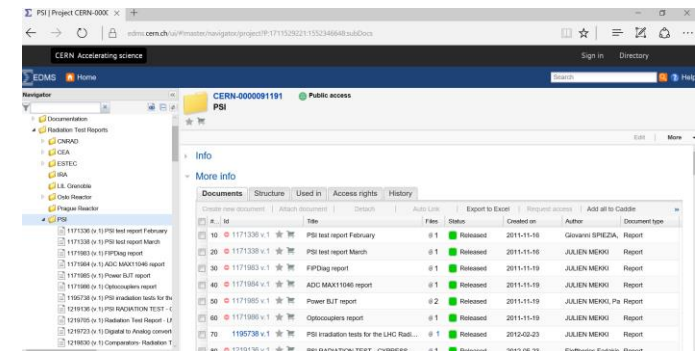 PSI | Project CERN-000
edms.cern.ch/ui/#!master/navigator/project?P:1711529221:1552346648:subDocs
CERN Accelerating science
Sign in Directory
EDMS Home
Search
Help
Navigator
CERN-0000091191 Public access
PSI
Documentation
Radiation Test Reports
CNRAD
CEA
ESTEC
IRA
LIL Grenoble
Oslo Reactor
Prague Reactor
PSI
1171336 (v.1) PSI test report February
1171338 (v.1) PSI test report March
1171983 (v.1) FIPDiag report
1171984 (v.1) ADC MAX11046 report
1171985 (v.1) Power BJT report
1171986 (v.1) Optocouplers report
1195738 (v.1) PSI irradiation tests for the
1219136 (v.1) PSI RADIATION TEST - C
1219705 (v.1) Radiation Test Report - LM
1219723 (v.1) Digital to Analog converte
1219830 (v.1) Comparators- Radiation T
Edit More
Info
More info
Documents Structure Used in Access rights History
Create new document Attach document Detach Auto Link Export to Excel Request access Add all to Caddie
#... Id Title Files Status Created on Author Document type
10 1171336 v.1 PSI test report February 1 Released 2011-11-16 Giovanni SPIEZIA, Report
20 1171338 v.1 PSI test report March 1 Released 2011-11-16 JULIEN MEKKI Report
30 1171983 v.1 FIPDiag report 1 Released 2011-11-19 JULIEN MEKKI Report
40 1171984 v.1 ADC MAX11046 report 1 Released 2011-11-19 JULIEN MEKKI Report
50 1171985 v.1 Power BJT report 2 Released 2011-11-19 JULIEN MEKKI, Pa Report
60 1171986 v.1 Optocouplers report 1 Released 2011-11-19 JULIEN MEKKI Report
70 1195738 v.1 PSI irradiation tests for the LHC Radi... 1 Released 2012-02-23 JULIEN MEKKI Report